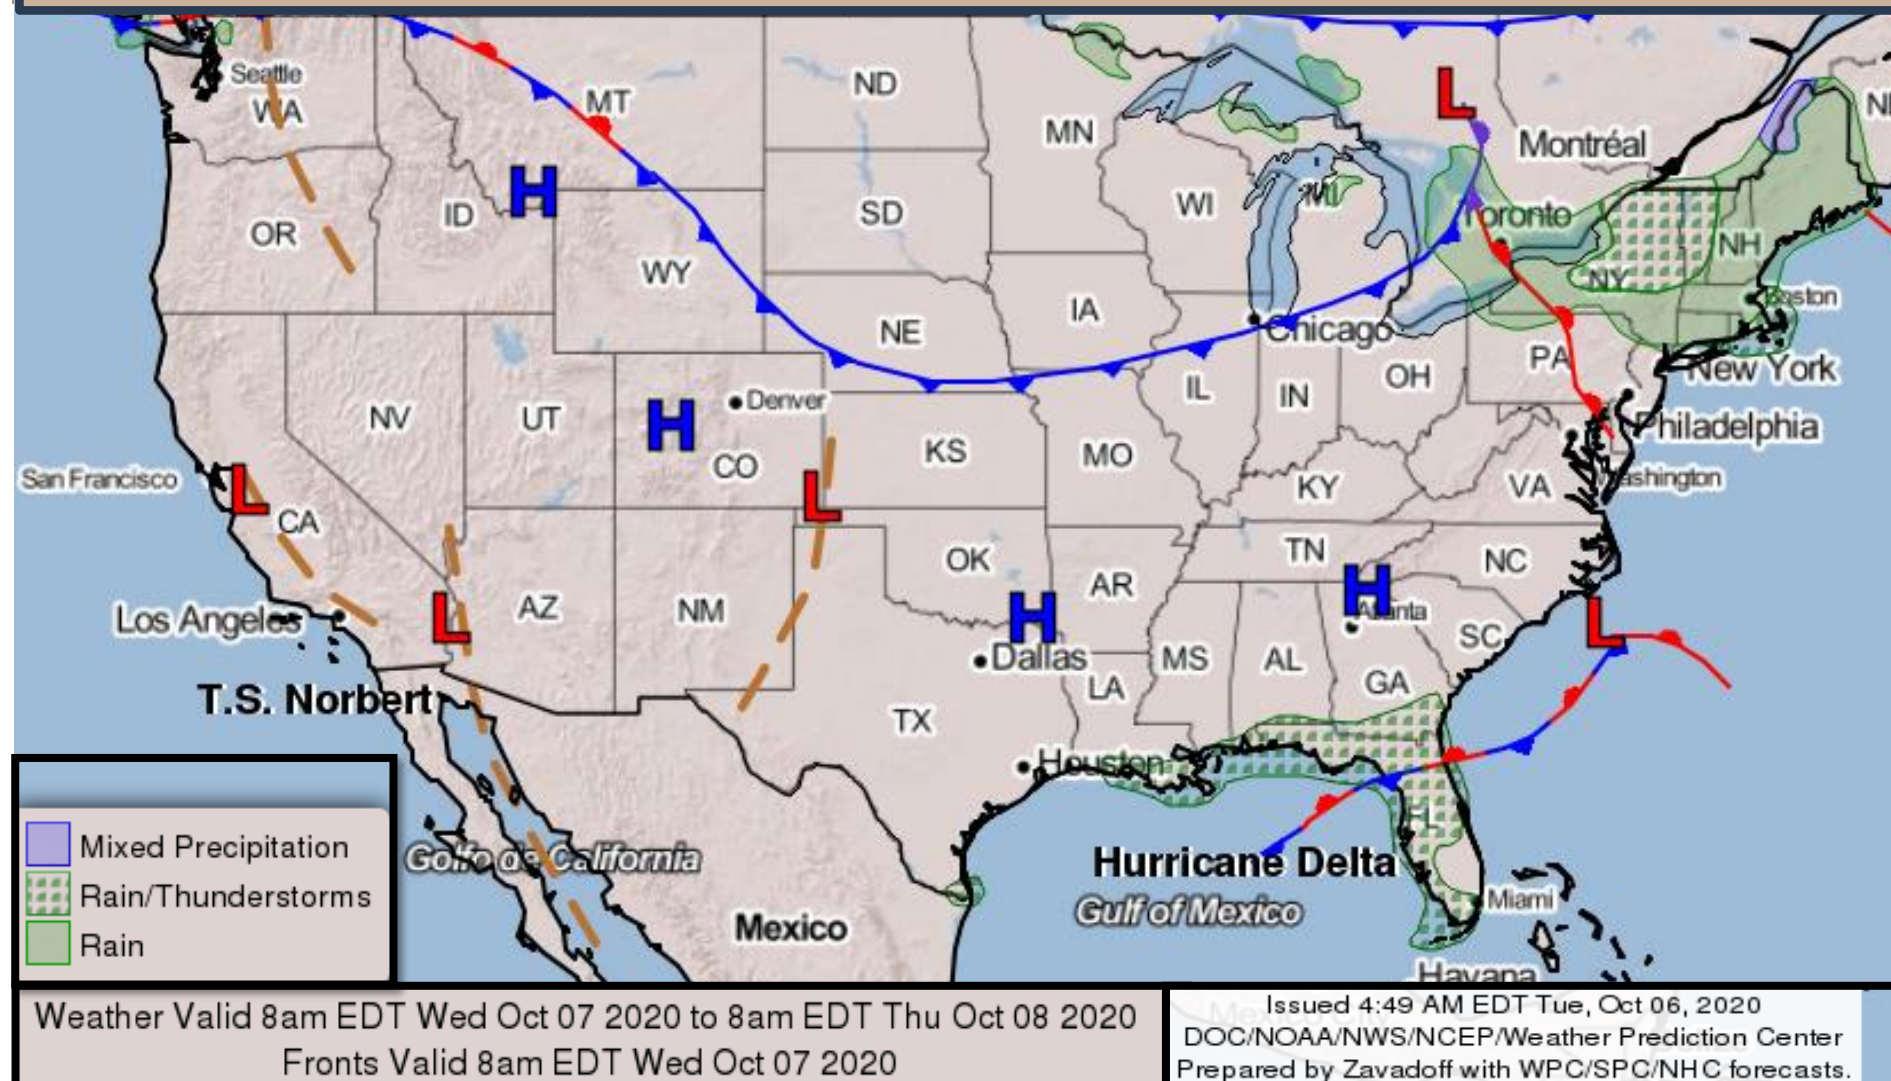 Seattle
WA
MT
ND
MN
Montréal
L
H
OR
ID
SD
WI
MI
Toronto
NH
NY
WY
NE
IA
Chicago
Boston
PA
New York
NV
UT
H
Denver
CO
KS
MO
IL
IN
OH
Philadelphia
San Francisco
L
CA
L
KY
VA
Washington
OK
AR
TN
NC
H
Atlanta
Los Angeles
L
AZ
NM
H
Dallas
LA
MS
AL
GA
SC
L
T.S. Norbert
TX
Houston
FL
Golfo de California
Hurricane Delta
Gulf of Mexico
Mexico
Miami
Havana
Mixed Precipitation
Rain/Thunderstorms
Rain
Weather Valid 8am EDT Wed Oct 07 2020 to 8am EDT Thu Oct 08 2020
Fronts Valid 8am EDT Wed Oct 07 2020
Mexico City
Issued 4:49 AM EDT Tue, Oct 06, 2020
DOC/NOAA/NWS/NCEP/Weather Prediction Center
Prepared by Zavadoff with WPC/SPC/NHC forecasts.